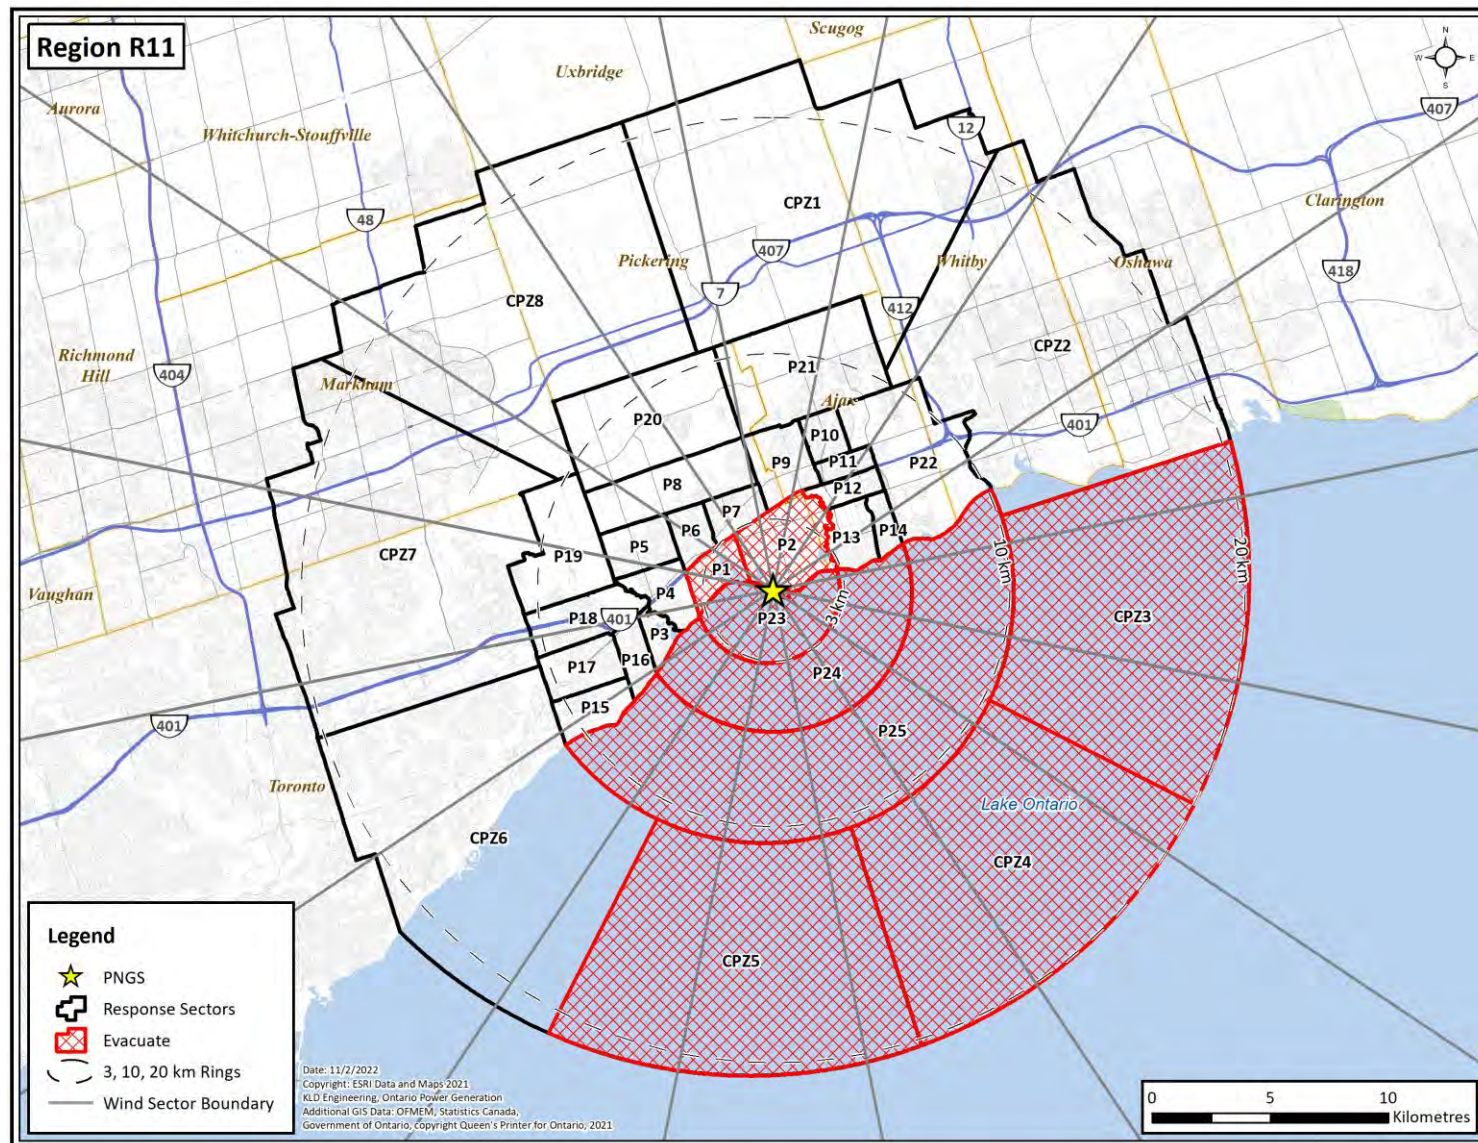 Region R11
Scugog
Uxbridge
Aurora
Whitchurch-Stouffville
N
W
E
S
407
12
48
CPZ1
Clarington
407
Pickering
Whitby
Oshawa
418
7
CPZ8
412
Richmond
Hill
404
Markham
CPZ2
P21
Ajax
P20
401
P10
P9
P11
P22
P8
P12
P7
P6
P2
P13
P14
P5
CPZ7
P19
P1
10 km
20 km
Vaughan
P4
P18
401
P23
3 km
CPZ3
P3
P16
P17
P24
P15
401
P25
Toronto
Lake Ontario
CPZ6
CPZ4
CPZ5
Legend
PNGS
Response Sectors
Evacuate
3, 10, 20 km Rings
Wind Sector Boundary
Date: 11/2/2022
Copyright: ESRI Data and Maps 2021
KLD Engineering, Ontario Power Generation
Additional GIS Data: OFMEM, Statistics Canada,
Government of Ontario, copyright Queen's Printer for Ontario, 2021
0 5 10
Kilometres